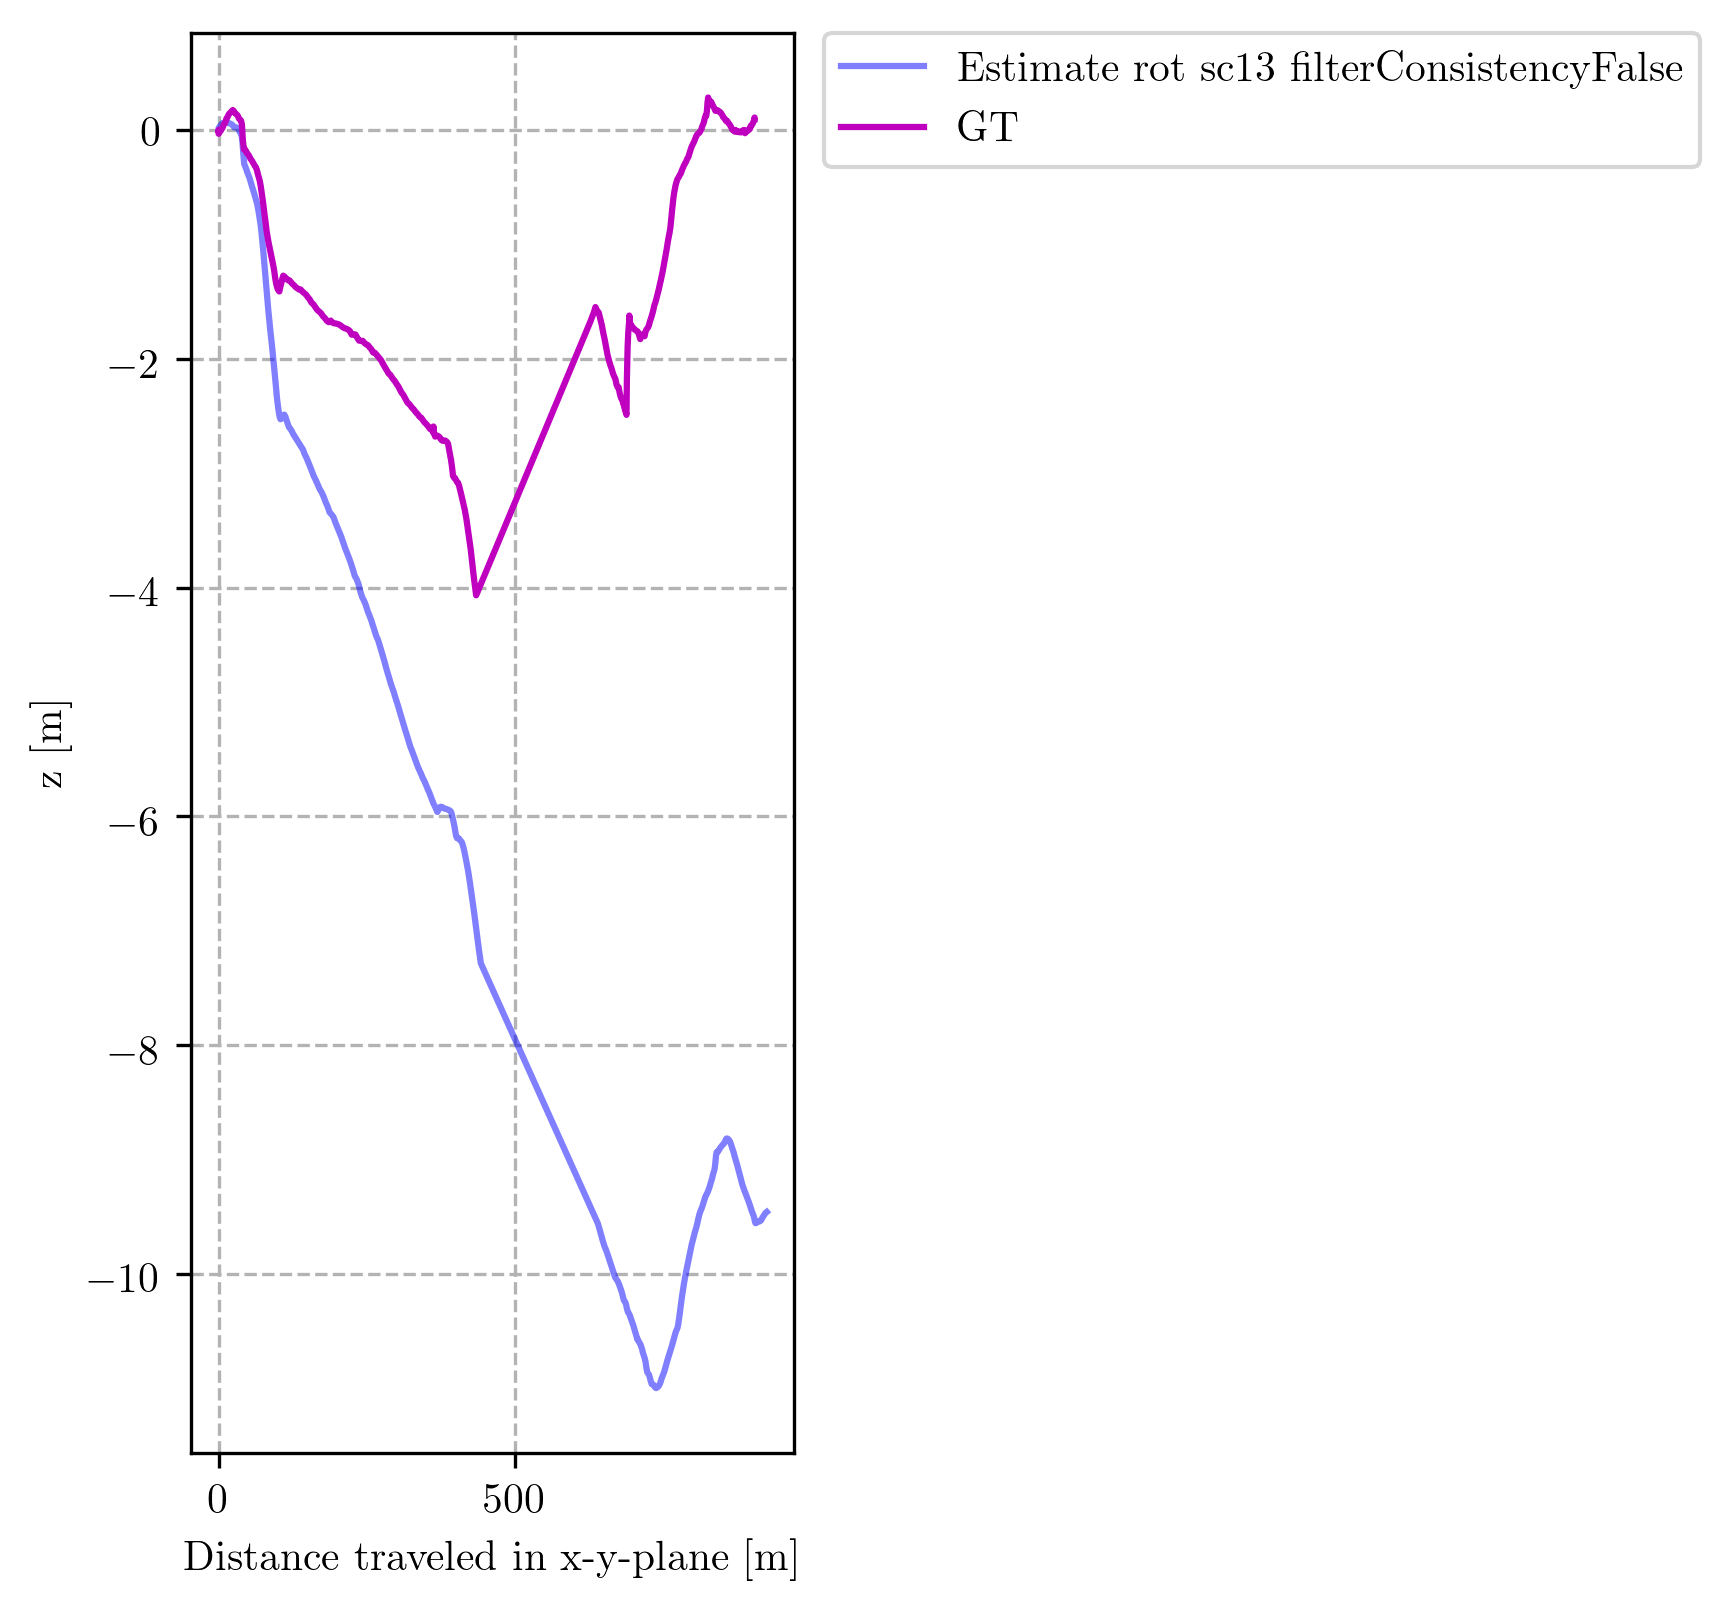 Estimate rot sc13 filterConsistencyFalse
GT
0
−2
−4
−6
−8
−10
z [m]
0 500
Distance traveled in x-y-plane [m]